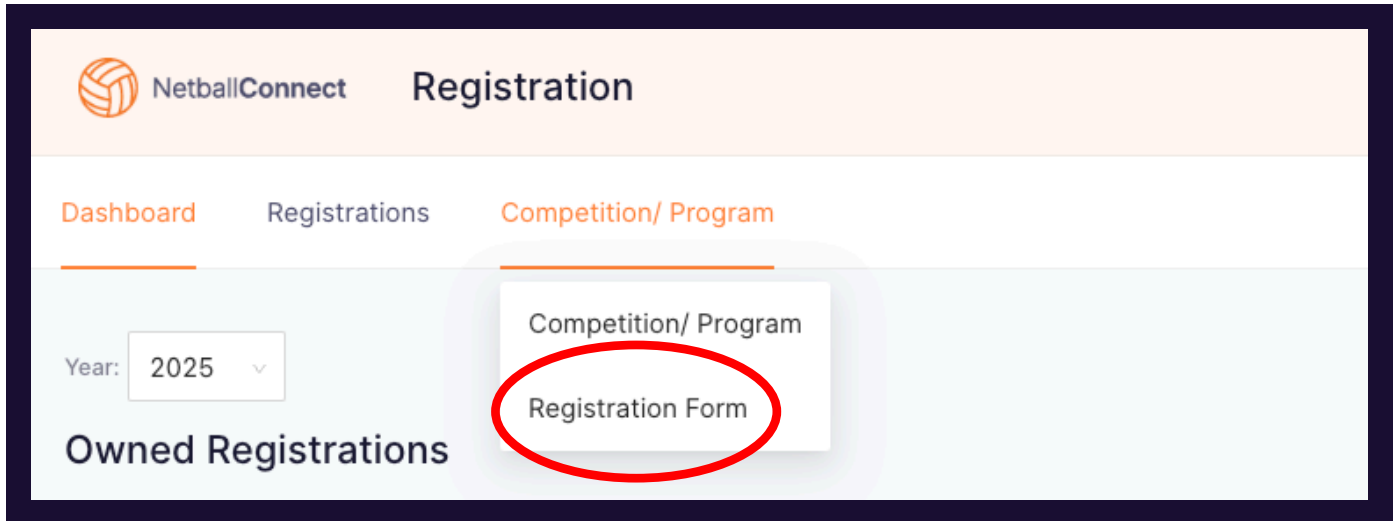 NetballConnect Registration
Dashboard Registrations Competition/ Program
Competition/ Program
Year: 2025
Registration Form
Owned Registrations